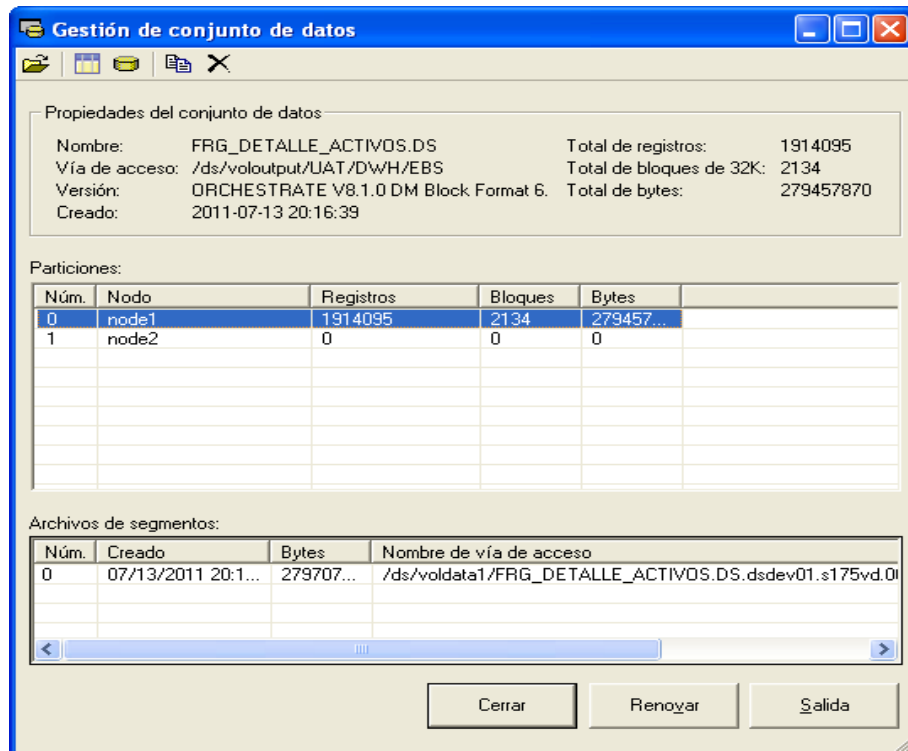 Gestión de conjunto de datos
Propiedades del conjunto de datos
Nombre: FRG_DETALLE_ACTIVOS.DS Total de registros: 1914095
Vía de acceso: /ds/voloutput/UAT/DWH/EBS Total de bloques de 32K: 2134
Versión: ORCHESTRATE V8.1.0 DM Block Format 6. Total de bytes: 279457870
Creado: 2011-07-13 20:16:39
Particiones:
Núm. Nodo Registros Bloques Bytes
0 node1 1914095 2134 279457...
1 node2 0 0 0
Archivos de segmentos:
Núm. Creado Bytes Nombre de vía de acceso
0 07/13/2011 20:1... 279707... /ds/voldata1/FRG_DETALLE_ACTIVOS.DS.dsdev01.s175vd.0
Cerrar Renovar Salida